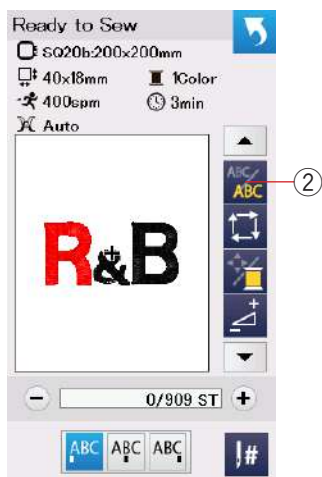 Ready to Sew
SQ20b:200x200mm
40x18mm 1Color
400spm 3min
Auto
ABC
ABC
2
R&B
0/909 ST
ABC ABC ABC
#